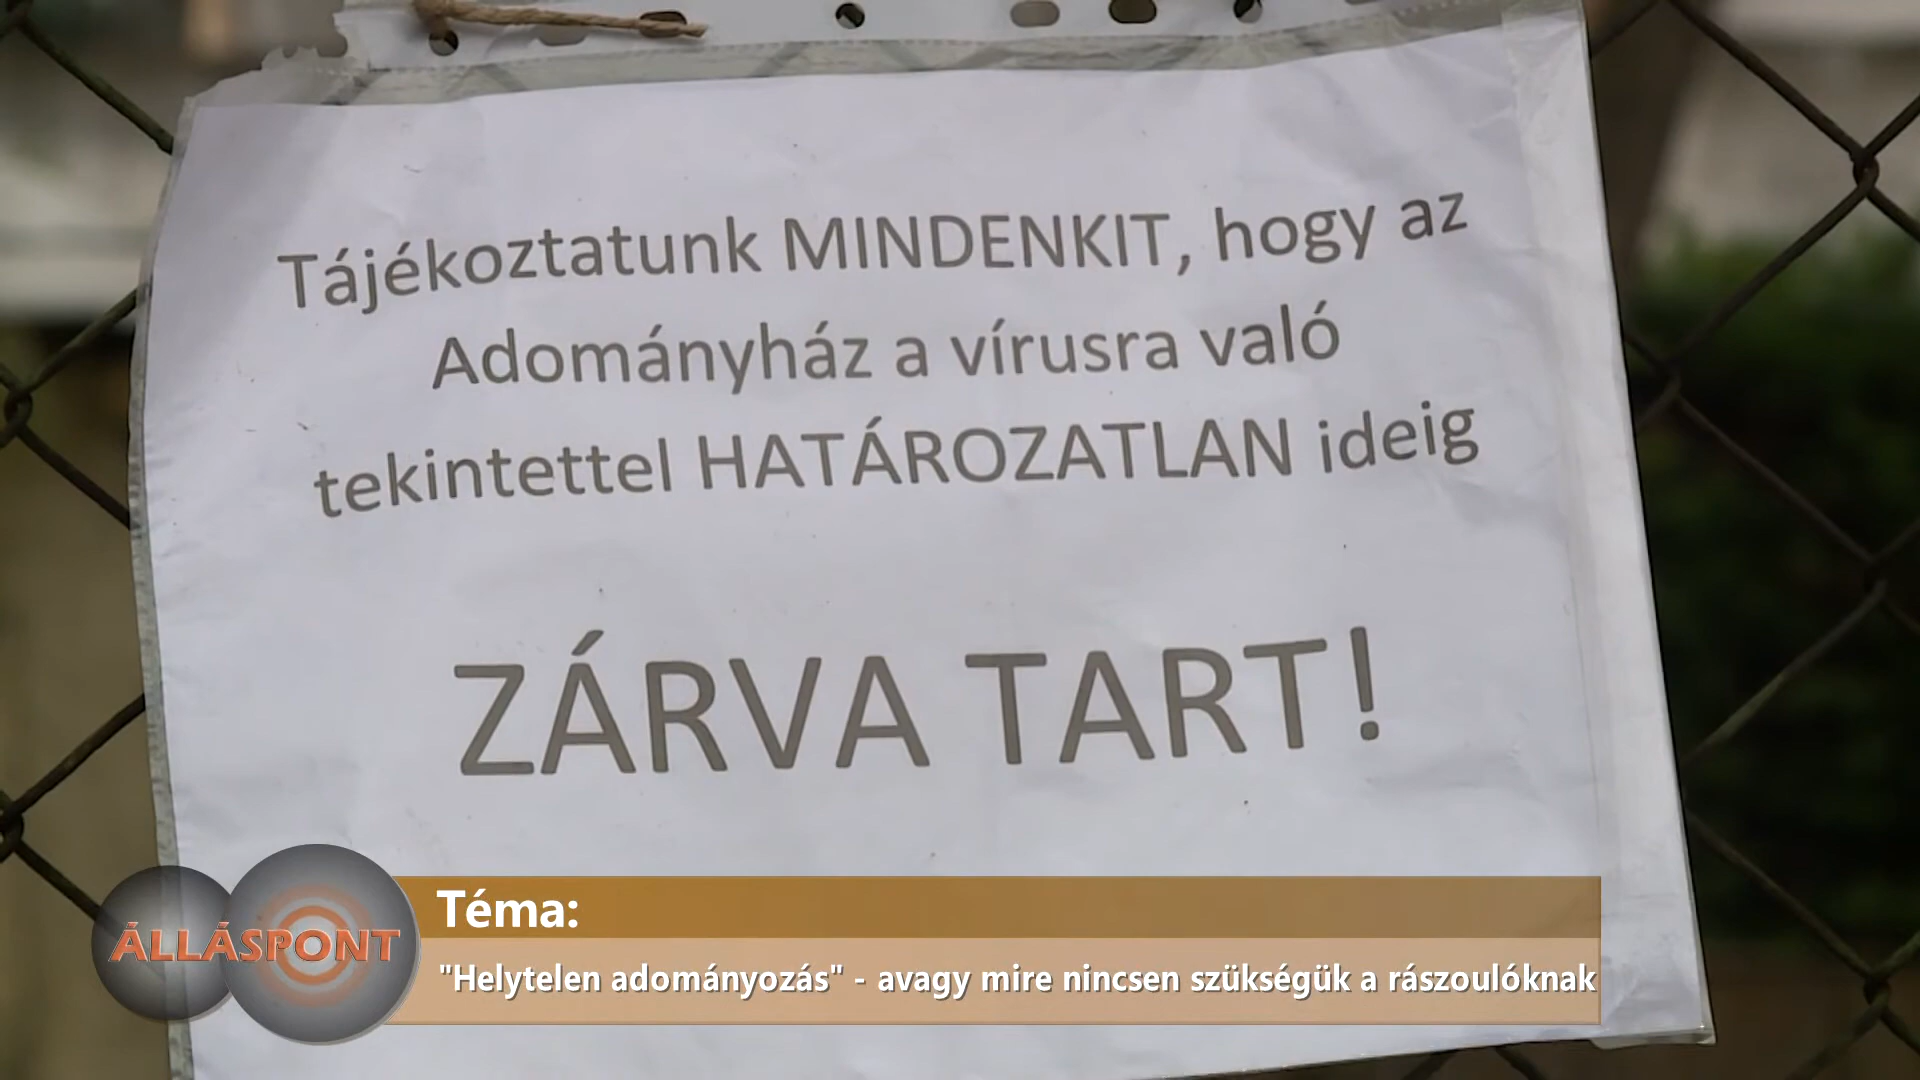 Tájékoztatunk MINDENKIT, hogy az
Adományház a vírusra való
tekintettel HATÁROZATLAN ideig
ZÁRVA TART!
ÁLLÁSPONT
Téma:
"Helytelen adományozás" - avagy mire nincsen szükségük a rászoulóknak